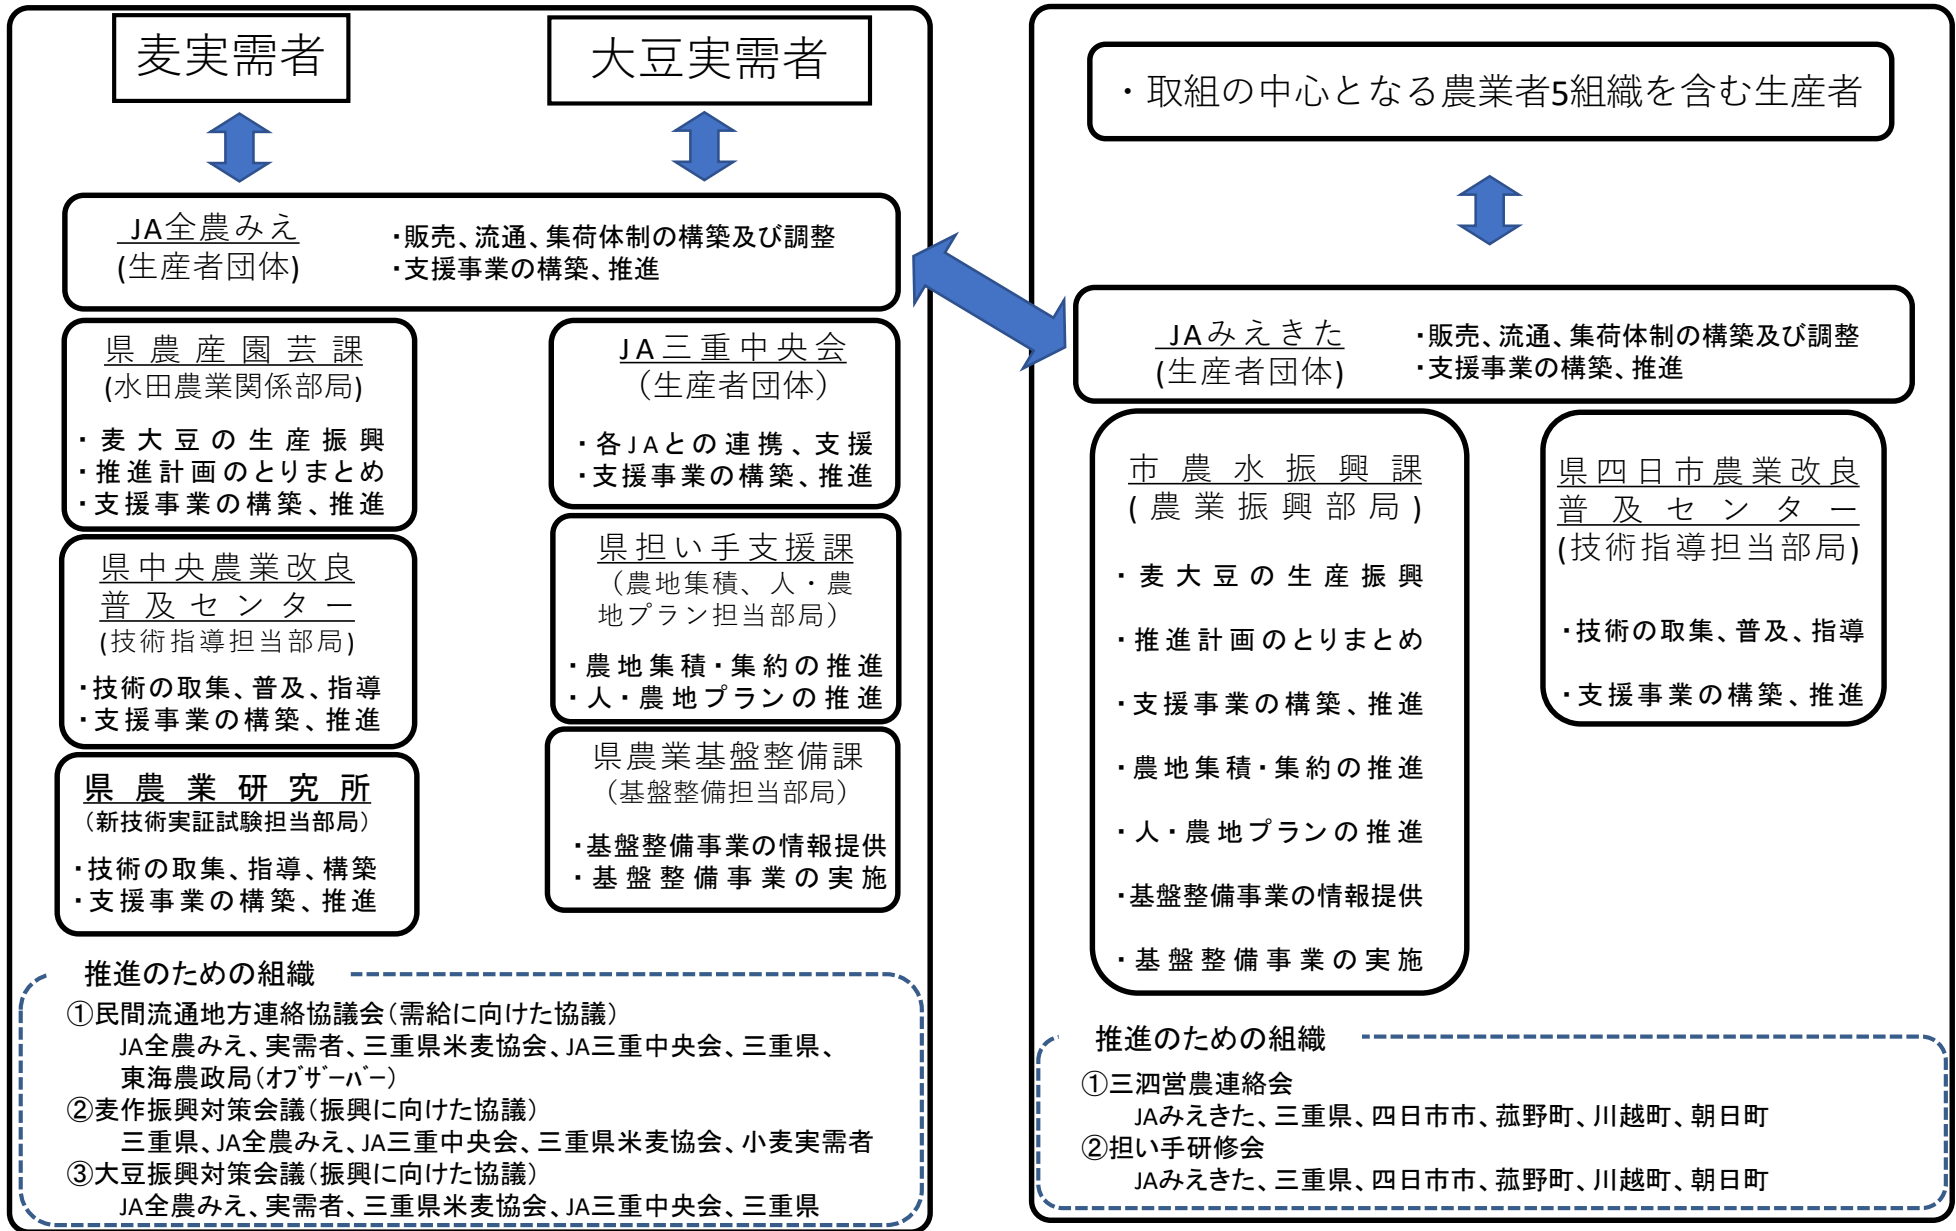 麦実需者
大豆実需者
JA全農みえ
(生産者団体)
・販売、流通、集荷体制の構築及び調整
・支援事業の構築、推進
県農産園芸課
(水田農業関係部局)
・麦大豆の生産振興
・推進計画のとりまとめ
・支援事業の構築、推進
JA三重中央会
（生産者団体）
・各JAとの連携、支援
・支援事業の構築、推進
県中央農業改良
普及センター
(技術指導担当部局)
・技術の収集、普及、指導
・支援事業の構築、推進
県担い手支援課
（農地集積、人・農
地プラン担当部局）
・農地集積・集約の推進
・人・農地プランの推進
県農業研究所
（新技術実証試験担当部局）
・技術の収集、指導、構築
・支援事業の構築、推進
県農業基盤整備課
（基盤整備担当部局）
・基盤整備事業の情報提供
・基盤整備事業の実施
推進のための組織
①民間流通地方連絡協議会（需給に向けた協議）
JA全農みえ、実需者、三重県米麦協会、JA三重中央会、三重県、
東海農政局（ｵﾌﾞｻﾞｰﾊﾞｰ）
②麦作振興対策会議（振興に向けた協議）
三重県、JA全農みえ、JA三重中央会、三重県米麦協会、小麦実需者
③大豆振興対策会議（振興に向けた協議）
JA全農みえ、実需者、三重県米麦協会、JA三重中央会、三重県
・取組の中心となる農業者5組織を含む生産者
JAみえきた
(生産者団体)
・販売、流通、集荷体制の構築及び調整
・支援事業の構築、推進
市農水振興課
(農業振興部局)
・麦大豆の生産振興
・推進計画のとりまとめ
・支援事業の構築、推進
・農地集積・集約の推進
・人・農地プランの推進
・基盤整備事業の情報提供
・基盤整備事業の実施
県四日市農業改良
普及センター
(技術指導担当部局)
・技術の収集、普及、指導
・支援事業の構築、推進
推進のための組織
①三泗営農連絡会
JAみえきた、三重県、四日市市、菰野町、川越町、朝日町
②担い手研修会
JAみえきた、三重県、四日市市、菰野町、川越町、朝日町